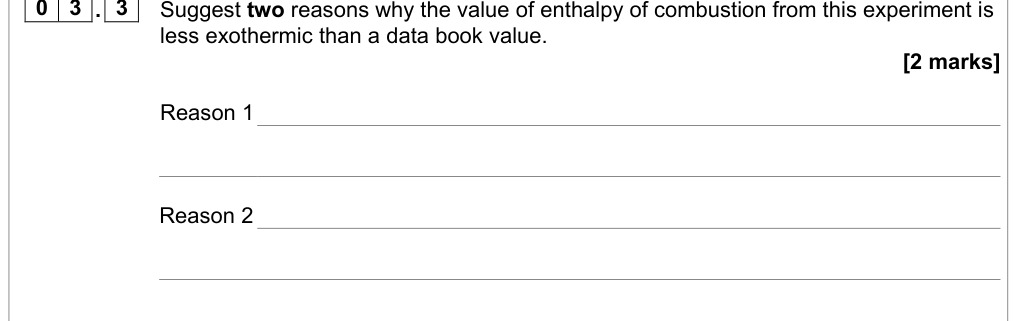 0 3 . 3 Suggest two reasons why the value of enthalpy of combustion from this experiment is
less exothermic than a data book value.
[2 marks]
Reason 1
Reason 2